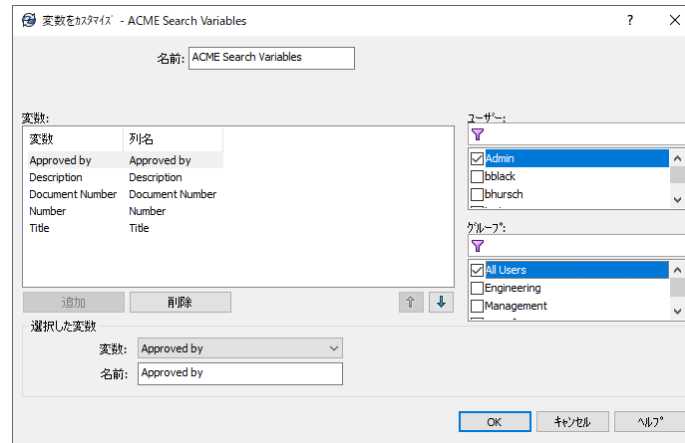 変数をカスタマイズ - ACME Search Variables
名前: ACME Search Variables
変数:
変数 列名
Approved by Approved by
Description Description
Document Number Document Number
Number Number
Title Title
追加 削除
ユーザー:
Admin
bblack
bhursch
グループ:
All Users
Engineering
Management
選択した変数
変数: Approved by
名前: Approved by
OK キャンセル ヘルプ